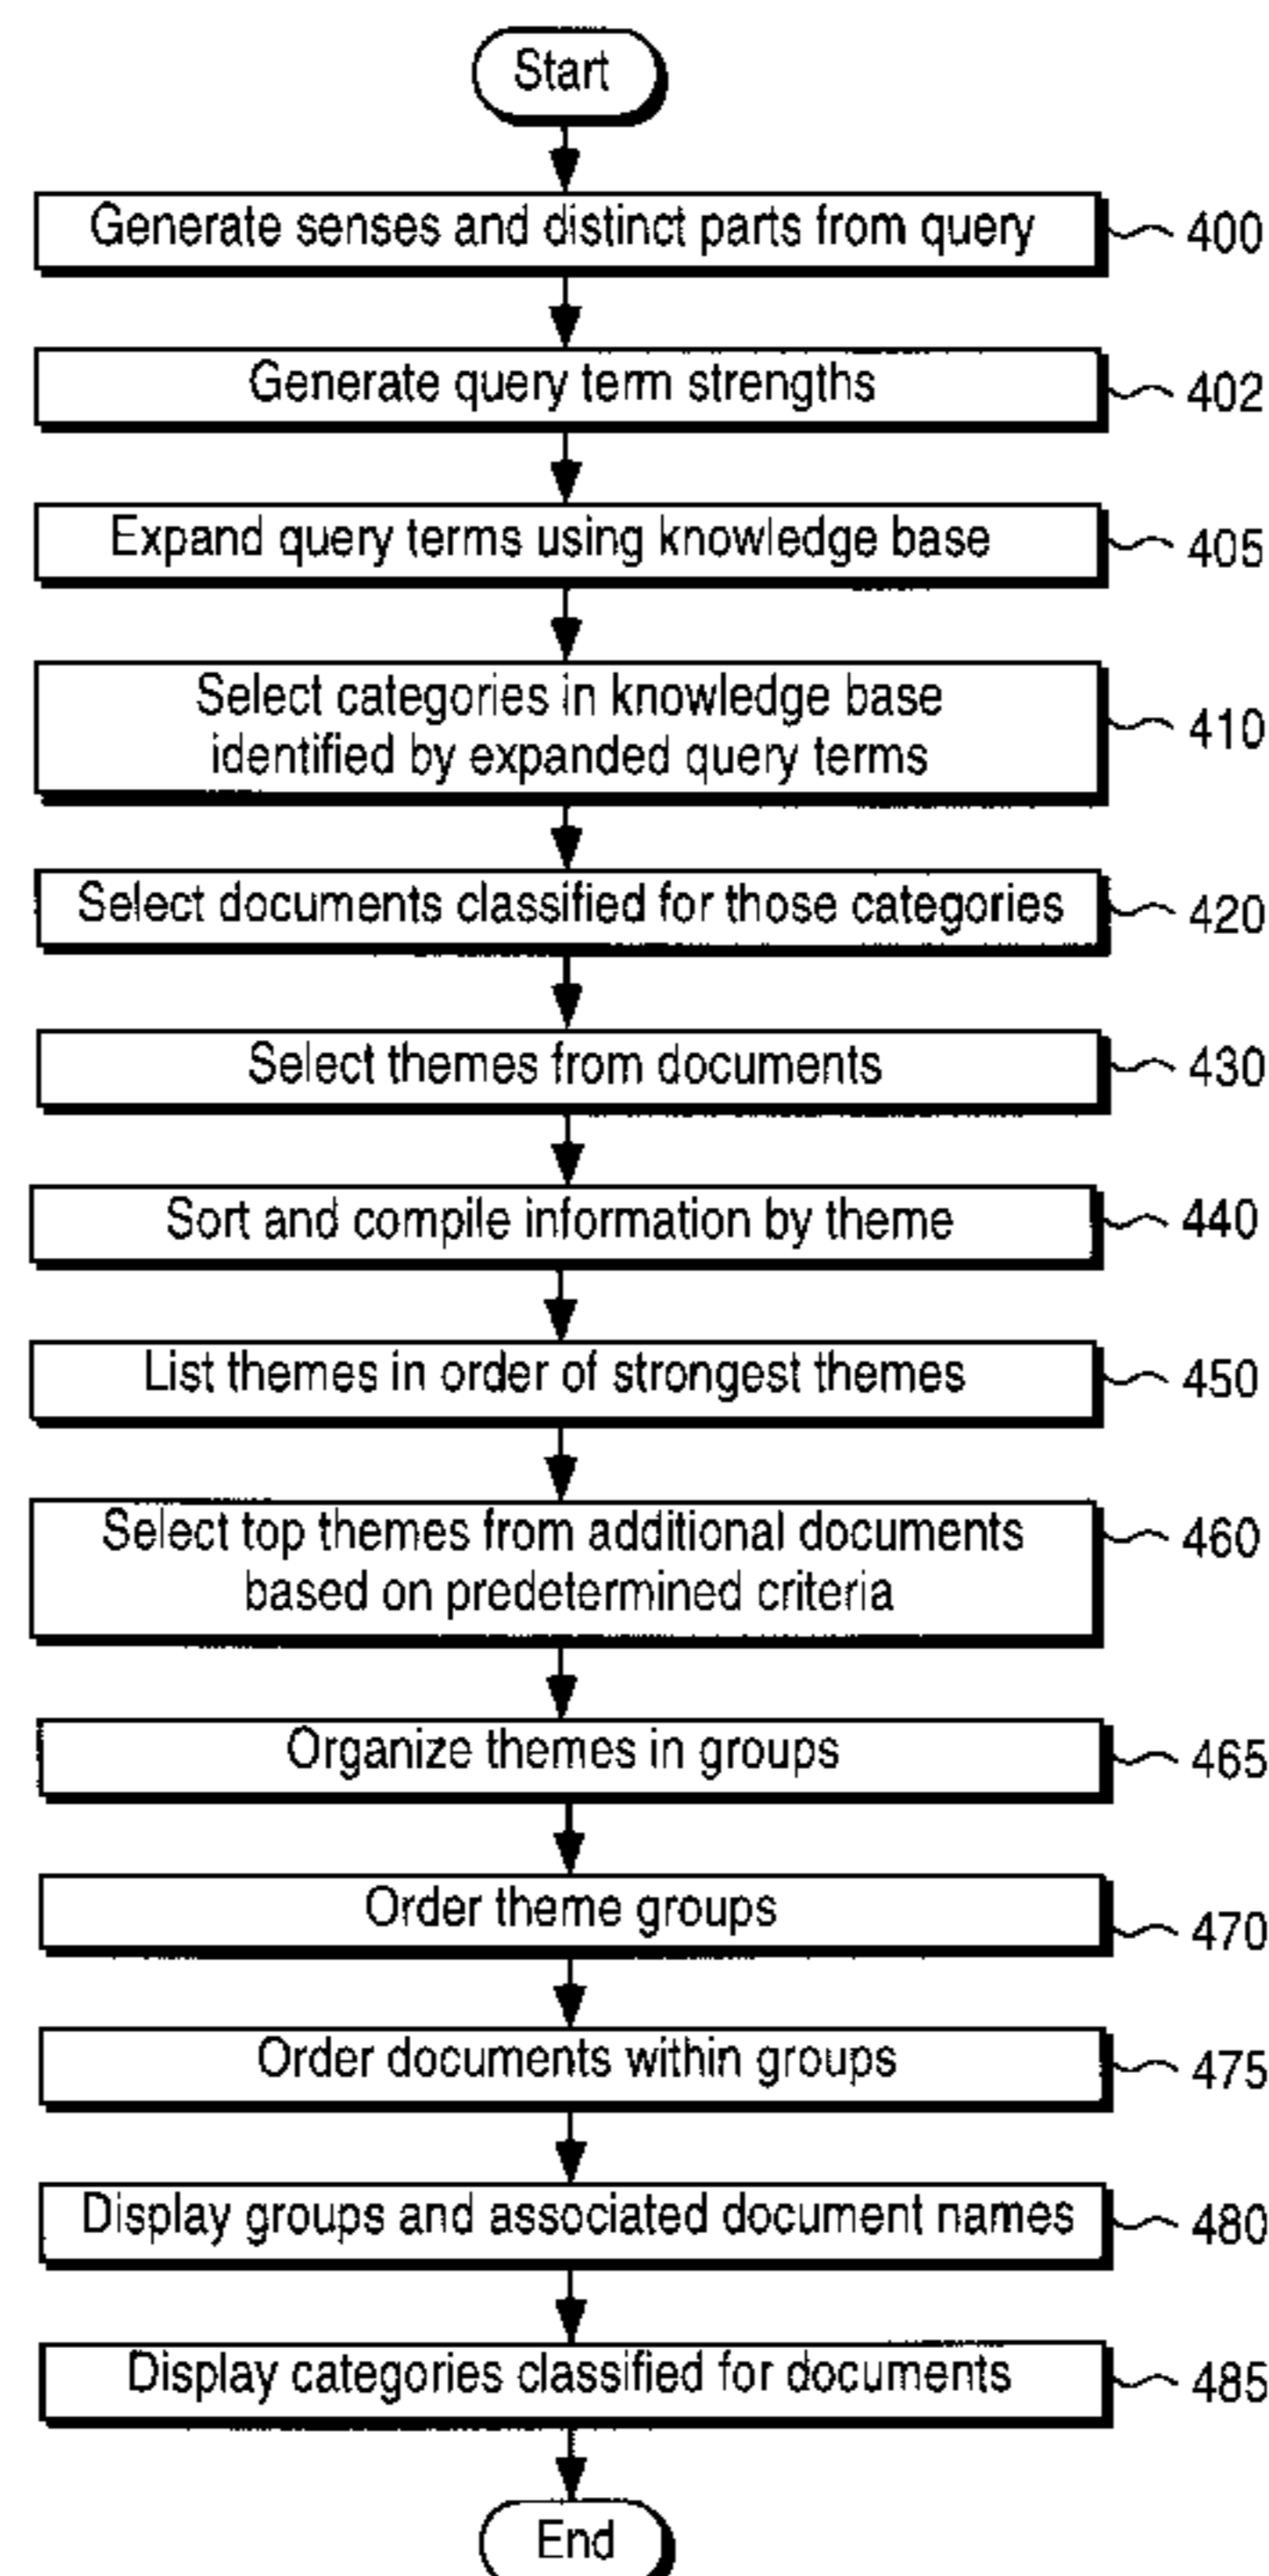 Start
Generate senses and distinct parts from query 400
Generate query term strengths 402
Expand query terms using knowledge base 405
Select categories in knowledge base
identified by expanded query terms 410
Select documents classified for those categories 420
Select themes from documents 430
Sort and compile information by theme 440
List themes in order of strongest themes 450
Select top themes from additional documents 460
based on predetermined criteria
Organize themes in groups 465
Order theme groups 470
Order documents within groups 475
Display groups and associated document names 480
Display categories classified for documents 485
End